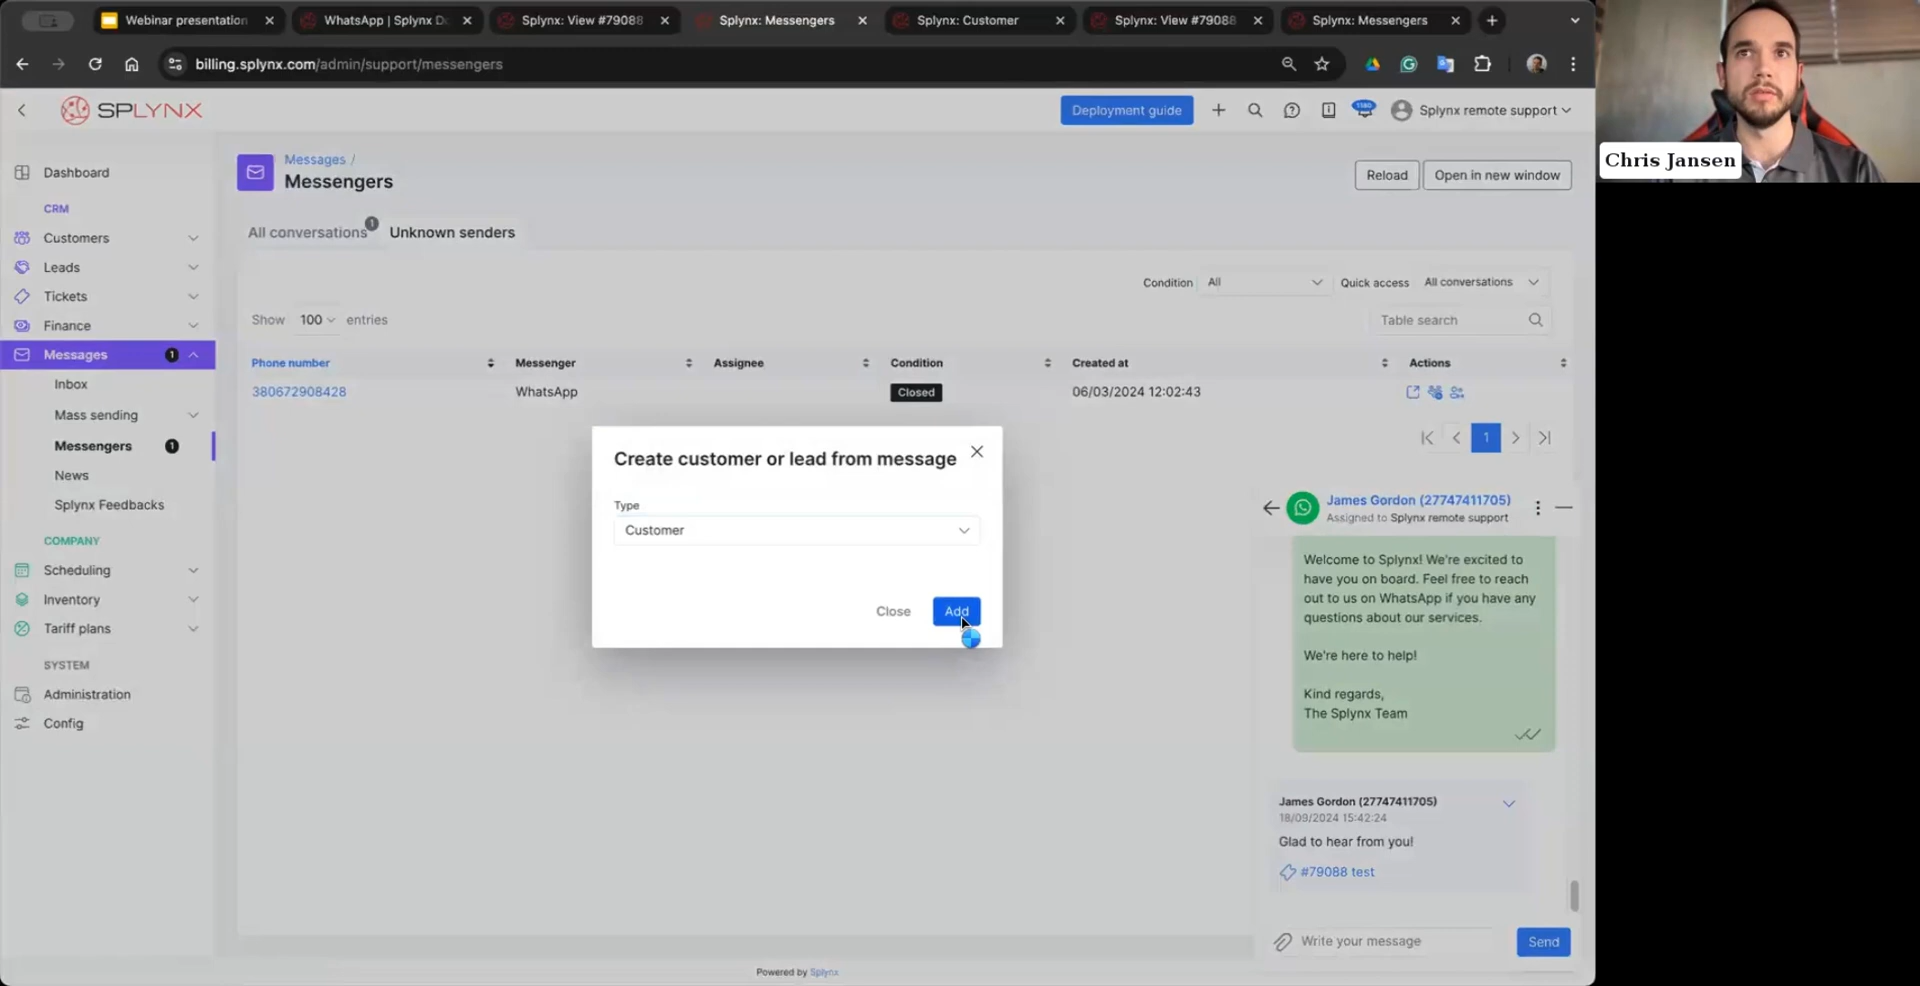 Webinar presentation
WhatsApp | Splynx Do
Splynx: View #79088
Splynx: Messengers
Splynx: Customer
Splynx: View #79088
Splynx: Messengers
billing.splynx.com/admin/support/messengers
SPLYNX
Deployment guide
1180
Splynx remote support
Chris Jansen
Dashboard
CRM
Customers
Leads
Tickets
Finance
Messages 1
Inbox
Mass sending
Messengers 1
News
Splynx Feedbacks
COMPANY
Scheduling
Inventory
Tariff plans
SYSTEM
Administration
Config
Messages /
Messengers
Reload
Open in new window
All conversations 1
Unknown senders
Condition All
Quick access All conversations
Show 100 entries
Table search
Phone number Messenger Assignee Condition Created at Actions
380672908428 WhatsApp Closed 06/03/2024 12:02:43
1
Create customer or lead from message
Type
Customer
Close
Add
James Gordon (27747411705)
Assigned to Splynx remote support
Welcome to Splynx! We're excited to
have you on board. Feel free to reach
out to us on WhatsApp if you have any
questions about our services.
We're here to help!
Kind regards,
The Splynx Team
James Gordon (27747411705)
18/09/2024 15:42:24
Glad to hear from you!
#79088 test
Write your message
Send
Powered by Splynx